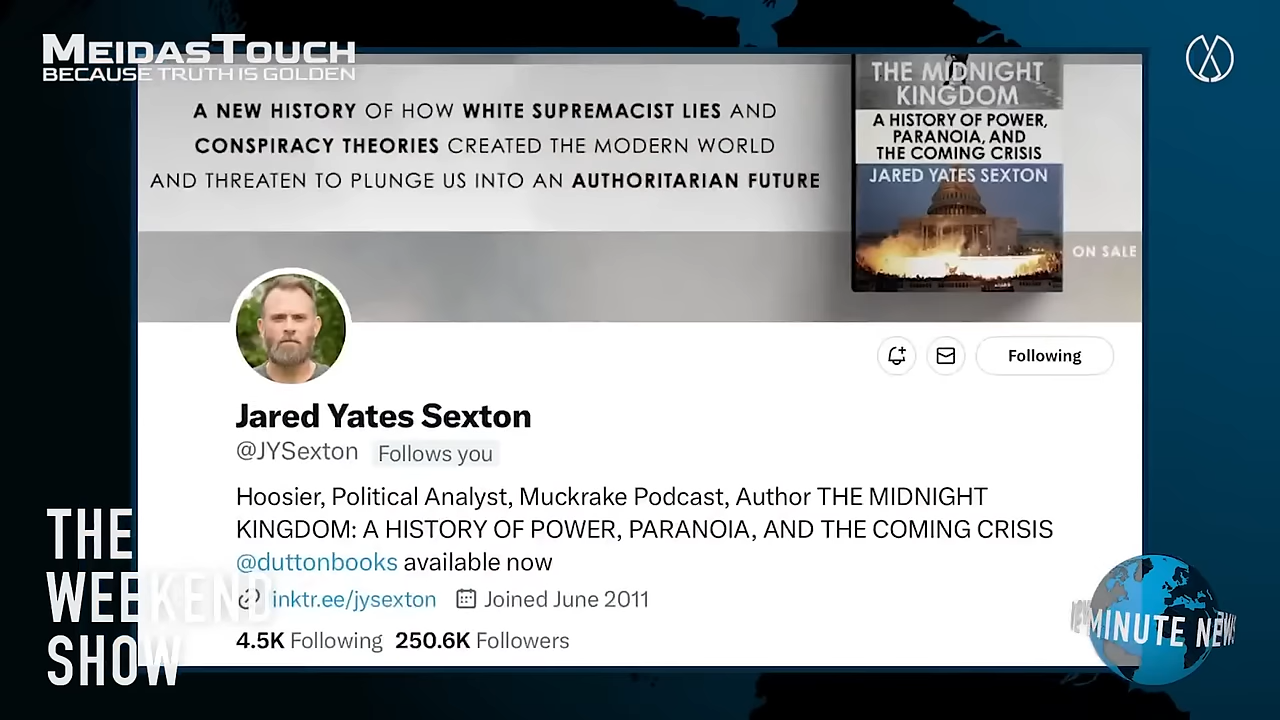 MEIDASTOUCH
BECAUSE TRUTH IS GOLDEN
A NEW HISTORY OF HOW WHITE SUPREMACIST LIES AND
CONSPIRACY THEORIES CREATED THE MODERN WORLD
AND THREATEN TO PLUNGE US INTO AN AUTHORITARIAN FUTURE
THE MIDNIGHT
KINGDOM
A HISTORY OF POWER,
PARANOIA, AND
THE COMING CRISIS
JARED YATES SEXTON
ON SALE
Following
Jared Yates Sexton
@JYSexton Follows you
Hoosier, Political Analyst, Muckrake Podcast, Author THE MIDNIGHT
KINGDOM: A HISTORY OF POWER, PARANOIA, AND THE COMING CRISIS
@duttonbooks available now
inktr.ee/jysexton Joined June 2011
4.5K Following 250.6K Followers
THE
WEEKEND
SHOW
MINUTE NEWS